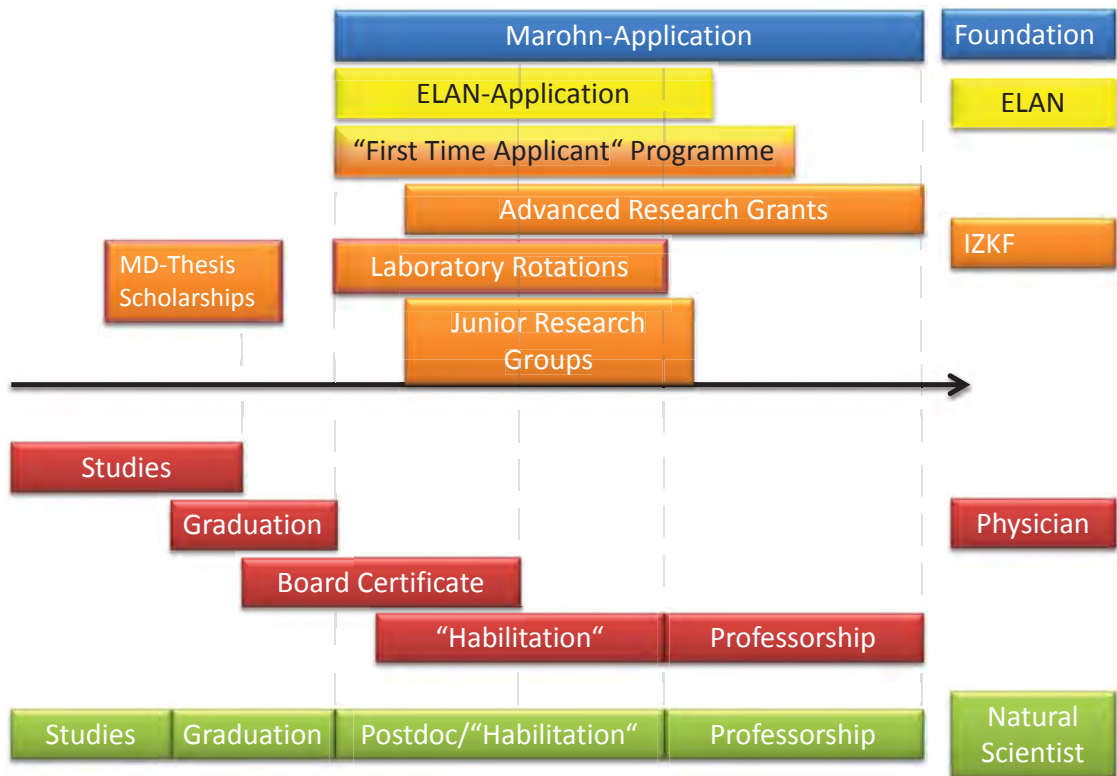 Marohn-Application
Foundation
ELAN-Application
ELAN
“First Time Applicant“ Programme
Advanced Research Grants
IZKF
MD-Thesis
Scholarships
Laboratory Rotations
Junior Research
Groups
Studies
Graduation
Physician
Board Certificate
“Habilitation“
Professorship
Studies
Graduation
Postdoc/“Habilitation“
Professorship
Natural
Scientist